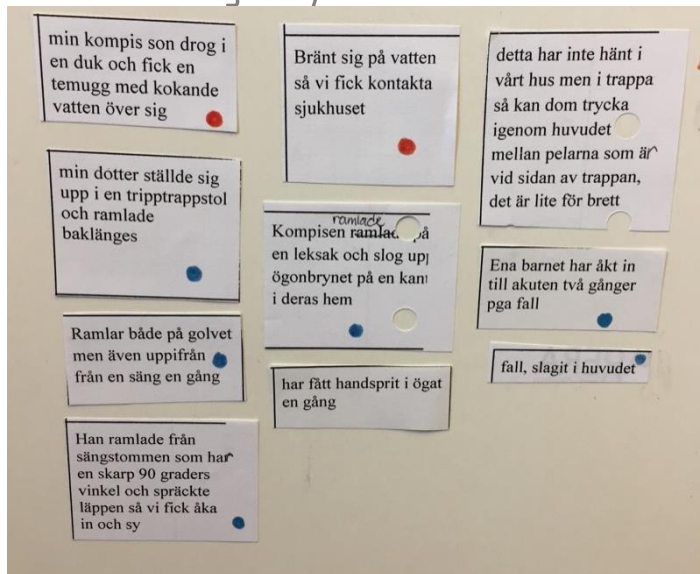 min kompis son drog i
en duk och fick en
temugg med kokande
vatten över sig
min dotter ställde sig
upp i en tripptrappstol
och ramlade
baklänges
Ramlar både på golvet
men även uppifrån
från en säng en gång
Han ramlade från
sängstommen som har
en skarp 90 graders
vinkel och spräckte
läppen så vi fick åka
in och sy
Bränt sig på vatten
så vi fick kontakta
sjukhuset
ramlade
Kompisen ramlade på
en leksak och slog upp
ögonbrynet på en kant
i deras hem
har fått handsprit i ögat
en gång
detta har inte hänt i
vårt hus men i trappa
så kan dom trycka
igenom huvudet
mellan pelarna som är
vid sidan av trappan,
det är lite för brett
Ena barnet har åkt in
till akuten två gånger
pga fall
fall, slagit i huvudet